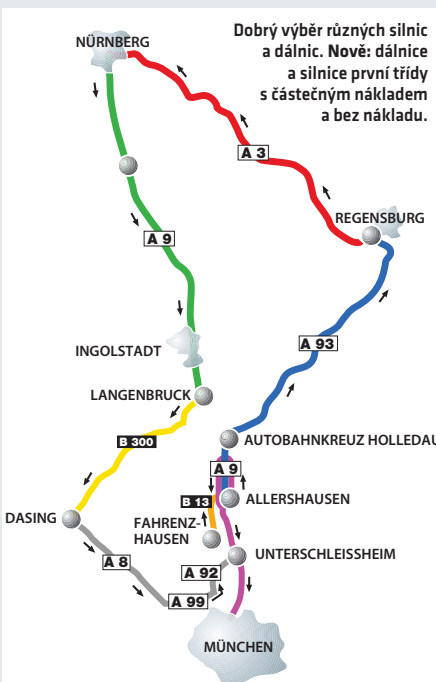 Dobrý výběr různých silnic
a dálnic. Nově: dálnice
a silnice první třídy
s částečným nákladem
a bez nákladu.
NÜRNBERG
A 3
REGENSBURG
A 9
A 93
INGOLSTADT
LANGENBRUCK
B 300
AUTOBAHNKREUZ HOLLEDAU
A 9
B 13
ALLERSHAUSEN
DASING
FAHRENZ-
HAUSEN
UNTERSCHLEISSHEIM
A 8
A 92
A 99
MÜNCHEN